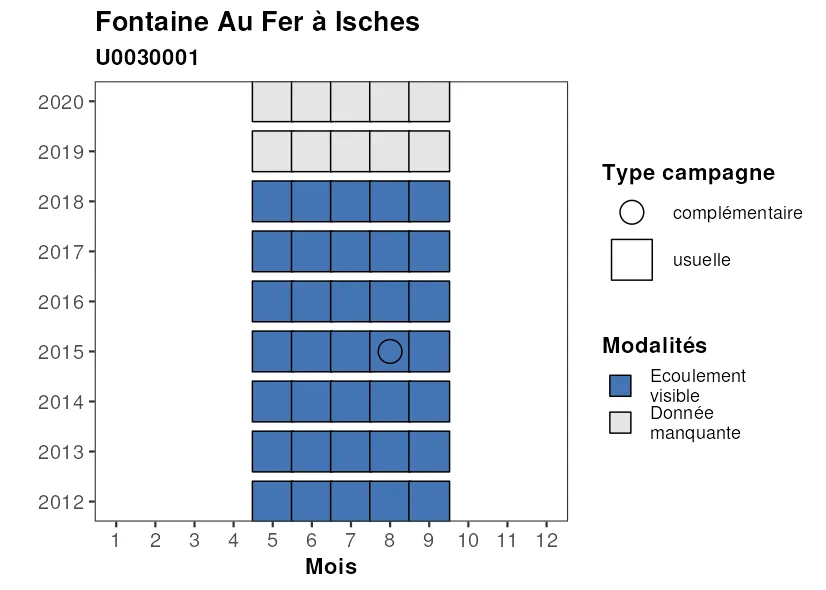 Fontaine Au Fer à Isches
U0030001
2020
2019
2018
2017
2016
2015
2014
2013
2012
1 2 3 4 5 6 7 8 9 10 11 12
Mois
Type campagne
complémentaire
usuelle
Modalités
Ecoulement
visible
Donnée
manquante